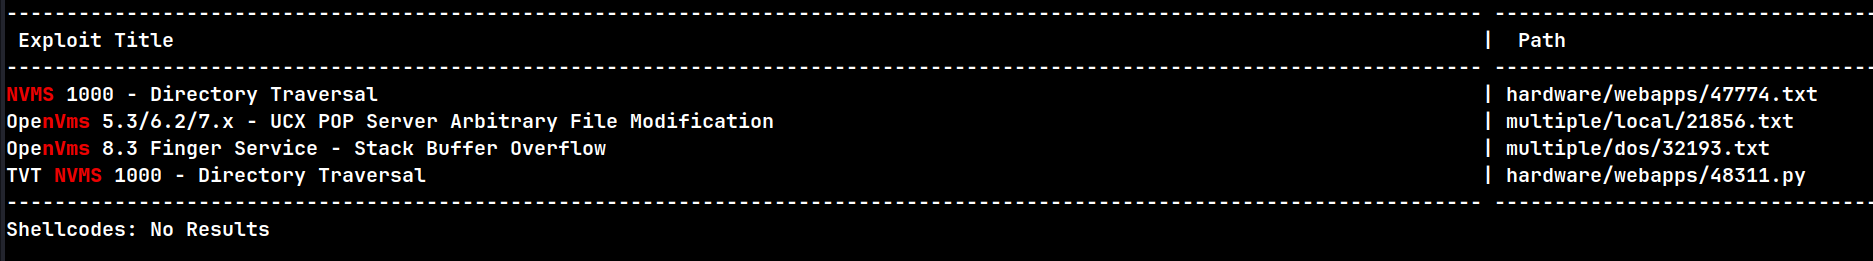 --------------------------------------------------------------------------------------------------------------------------- --------------------------------
 Exploit Title                                                                                                             |  Path
--------------------------------------------------------------------------------------------------------------------------- --------------------------------
NVMS 1000 - Directory Traversal                                                                                            | hardware/webapps/47774.txt
OpenVms 5.3/6.2/7.x - UCX POP Server Arbitrary File Modification                                                           | multiple/local/21856.txt
OpenVms 8.3 Finger Service - Stack Buffer Overflow                                                                         | multiple/dos/32193.txt
TVT NVMS 1000 - Directory Traversal                                                                                        | hardware/webapps/48311.py
--------------------------------------------------------------------------------------------------------------------------- --------------------------------
Shellcodes: No Results